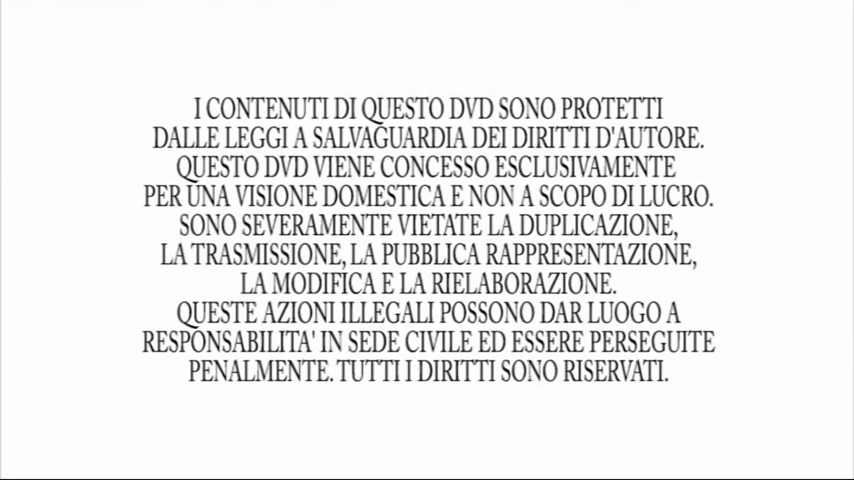 I CONTENUTI DI QUESTO DVD SONO PROTETTI
DALLE LEGGI A SALVAGUARDIA DEI DIRITTI D'AUTORE.
QUESTO DVD VIENE CONCESSO ESCLUSIVAMENTE
PER UNA VISIONE DOMESTICA E NON A SCOPO DI LUCRO.
SONO SEVERAMENTE VIETATE LA DUPLICAZIONE,
LA TRASMISSIONE, LA PUBBLICA RAPPRESENTAZIONE,
LA MODIFICA E LA RIELABORAZIONE.
QUESTE AZIONI ILLEGALI POSSONO DAR LUOGO A
RESPONSABILITA' IN SEDE CIVILE ED ESSERE PERSEGUITE
PENALMENTE. TUTTI I DIRITTI SONO RISERVATI.